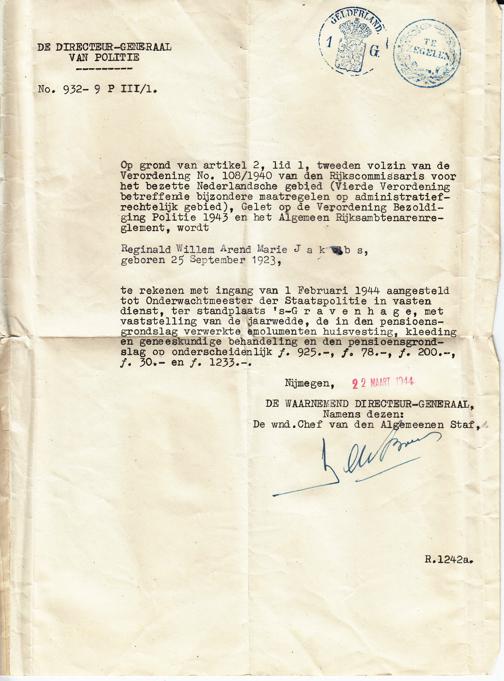 GELDERLAND.
1 G.
TE
ZEGELEN
DE DIRECTEUR-GENERAAL
VAN POLITIE
---------
No. 932- 9 P III/1.
Op grond van artikel 2, lid 1, tweeden volzin van de
Verordening No. 108/1940 van den Rijkscommissaris voor
het bezette Nederlandsche gebied (Vierde Verordening
betreffende bijzondere maatregelen op administratief-
rechtelijk gebied), Gelet op de Verordening Bezoldi-
ging Politie 1943 en het Algemeen Rijksambtenarenre-
glement, wordt
Reginald Willem Arend Marie J a k o b s,
geboren 25 September 1923,
te rekenen met ingang van 1 Februari 1944 aangesteld
tot Onderwachtmeester der Staatspolitie in vasten
dienst, ter standplaats 's-G r a v e n h a g e, met
vaststelling van de jaarwedde, de in den pensioens-
grondslag verwerkte emolumenten huisvesting, kleeding
en geneeskundige behandeling en den pensioensgrond-
slag op onderscheidenlijk f. 925.-, f. 78.-, f. 200.-,
f. 30.- en f. 1233.-.
Nijmegen, 22 MAART 1944
DE WAARNEMEND DIRECTEUR-GENERAAL,
Namens dezen:
De wnd.Chef van den Algemeenen Staf,
R.1242a.